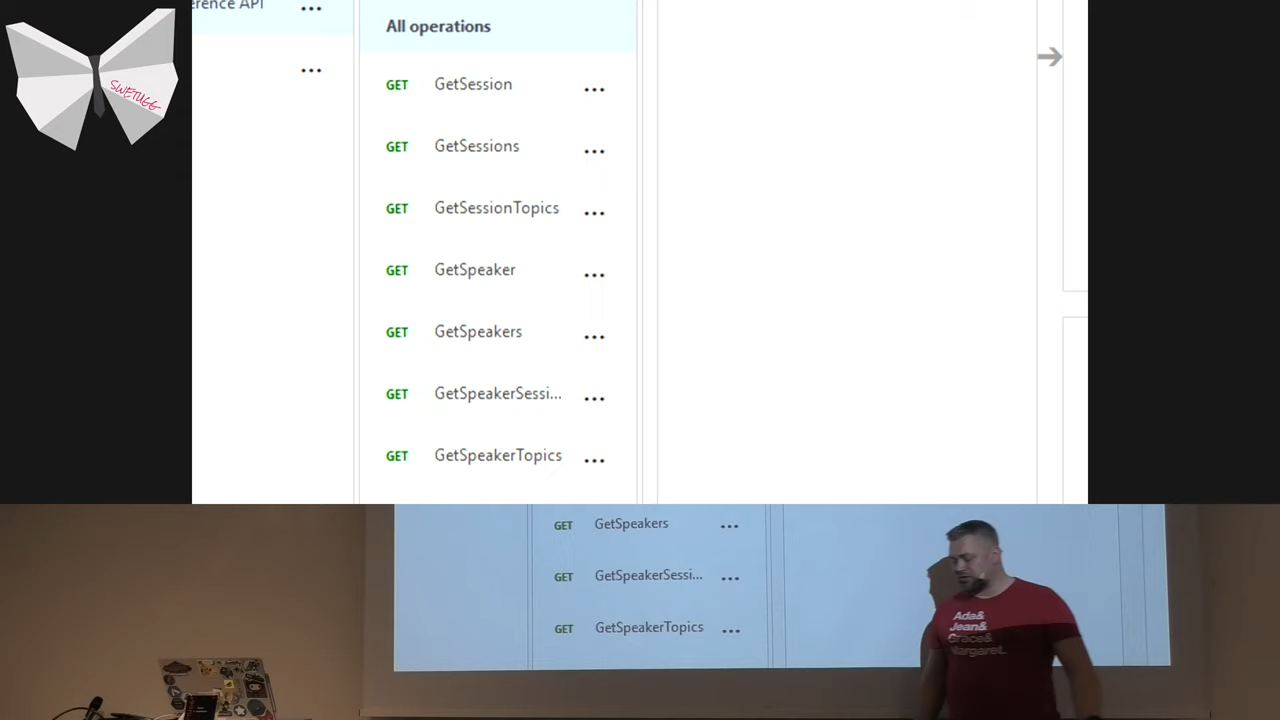 erence API ...
SWETUGG
...
All operations
GET GetSession ...
GET GetSessions ...
GET GetSessionTopics ...
GET GetSpeaker ...
GET GetSpeakers ...
GET GetSpeakerSessi... ...
GET GetSpeakerTopics ...
GET GetSpeakers ...
GET GetSpeakerSessi... ...
GET GetSpeakerTopics ...
Ada&
Jean&
Grace&
Margaret.